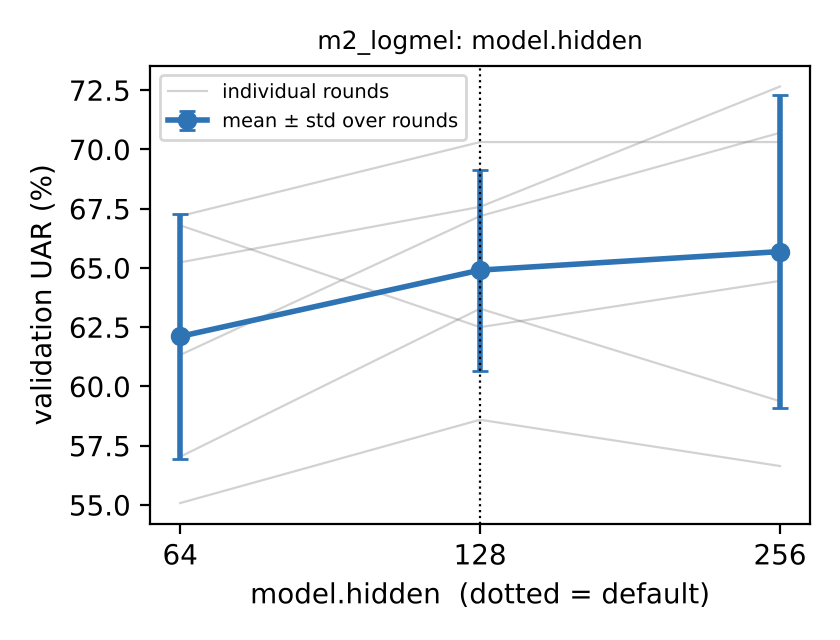 m2_logmel: model.hidden
individual rounds
mean ± std over rounds
validation UAR (%)
72.5
70.0
67.5
65.0
62.5
60.0
57.5
55.0
64 128 256
model.hidden (dotted = default)